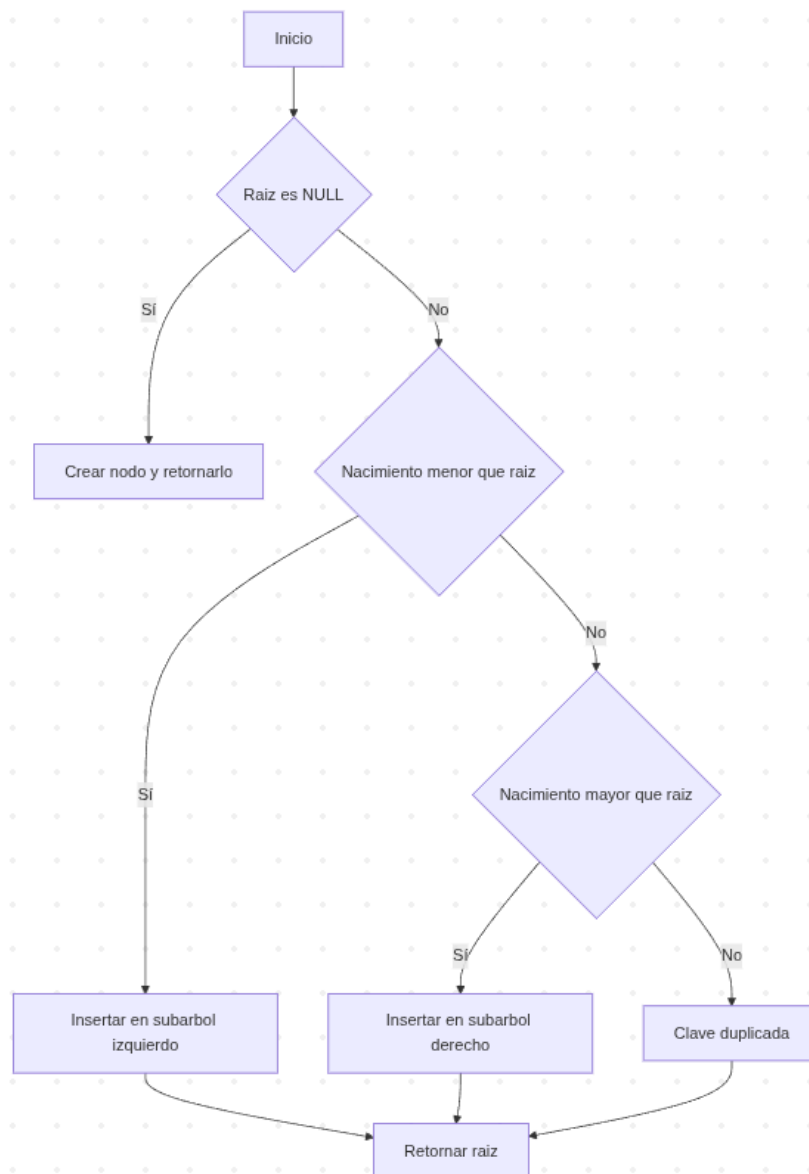 Inicio
Raiz es NULL
Sí
No
Crear nodo y retornarlo
Nacimiento menor que raiz
No
Sí
Nacimiento mayor que raiz
Sí
No
Insertar en subarbol
izquierdo
Insertar en subarbol
derecho
Clave duplicada
Retornar raiz